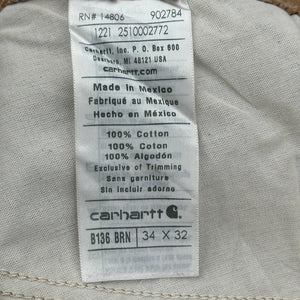 RN# 14806 902784
1221 2510002772
Carhartt, Inc. P. O. Box 600
Dearborn, MI 48121 USA
carhartt.com
Made in Mexico
Fabriqué au Mexique
Hecho en México
100% Cotton
100% Cotton
100% Algodón
Exclusive of Trimming
Sans garniture
Sin incluir adorno
carhartt
B136 BRN 34 X 32